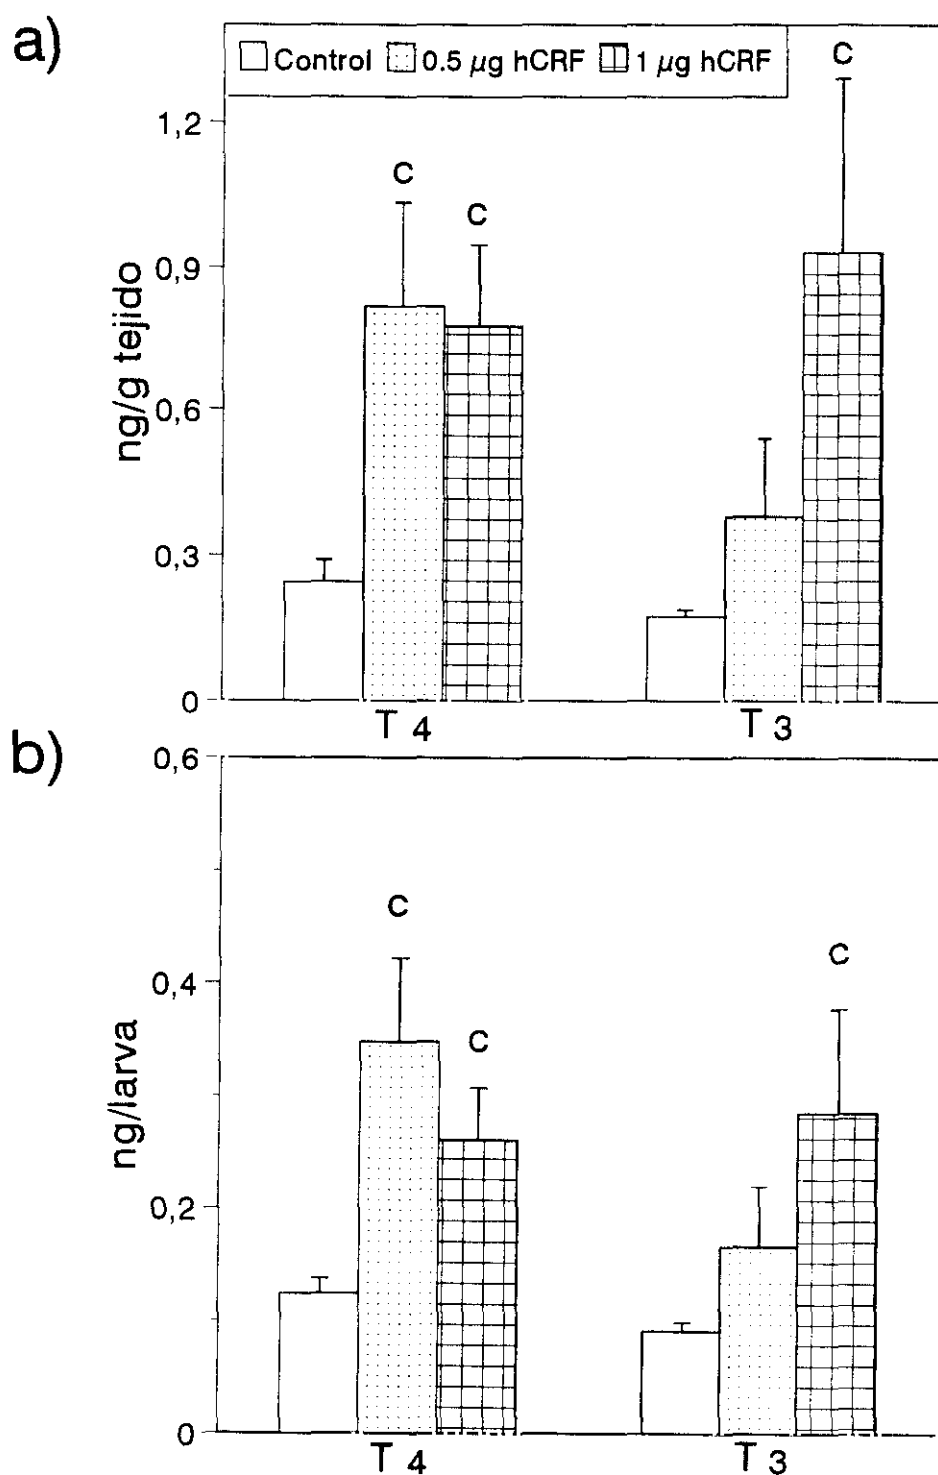 a)
Control 0.5 µg hCRF 1 µg hCRF
C
C
C
1,2
0,9
0,6
0,3
0
ng/g tejido
T 4 T 3
b)
0,6
C
C
C
0,4
0,2
0
ng/larva
T 4 T 3